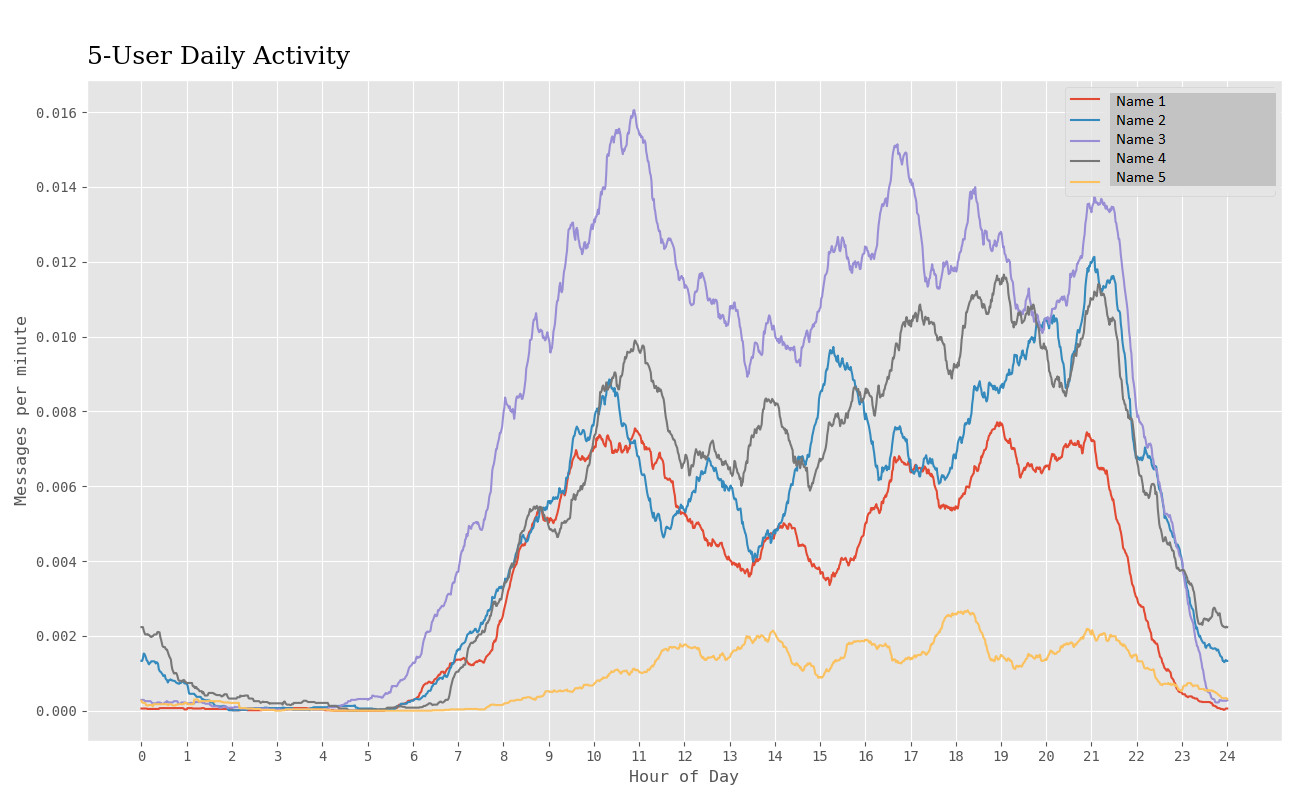 5-User Daily Activity
Name 1
Name 2
Name 3
Name 4
Name 5
0.016
0.014
0.012
0.010
0.008
0.006
0.004
0.002
0.000
Messages per minute
0 1 2 3 4 5 6 7 8 9 10 11 12 13 14 15 16 17 18 19 20 21 22 23 24
Hour of Day